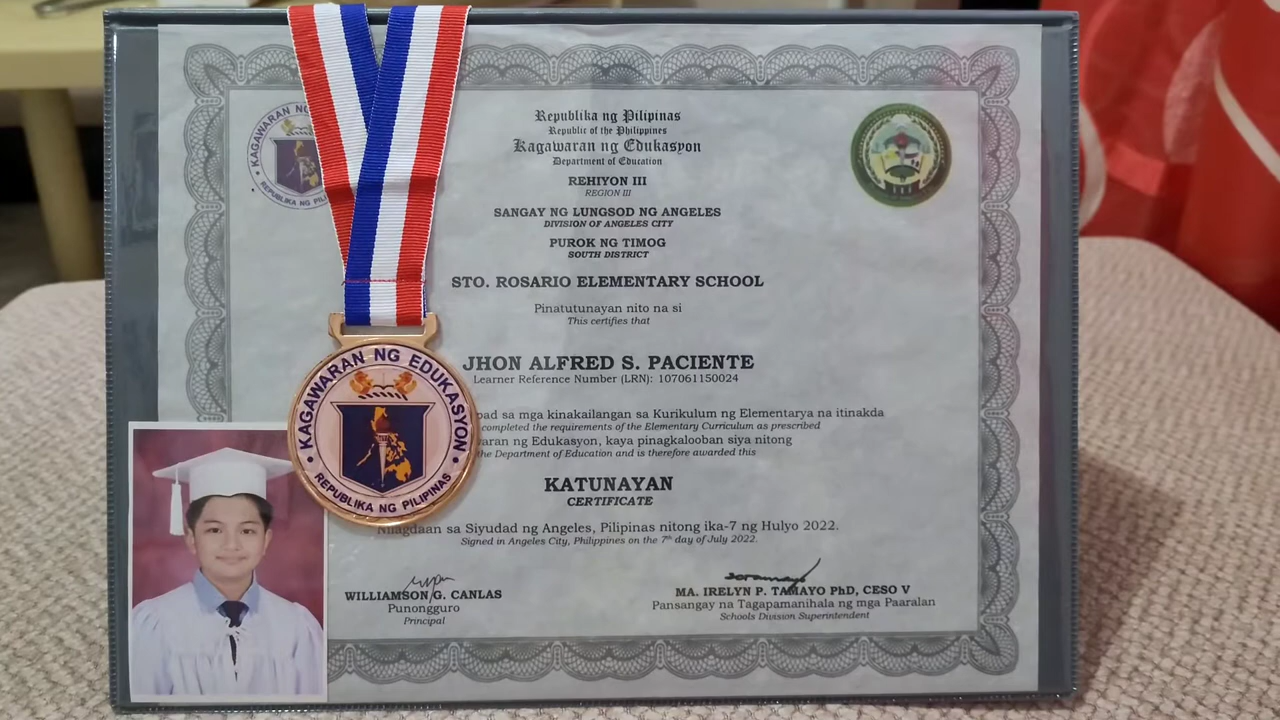 Republika ng Pilipinas
Republic of the Philippines
Kagawaran ng Edukasyon
Department of Education
REHIYON III
REGION III
SANGAY NG LUNGSOD NG ANGELES
DIVISION OF ANGELES CITY
PUROK NG TIMOG
SOUTH DISTRICT
STO. ROSARIO ELEMENTARY SCHOOL
Pinatutunayan nito na si
This certifies that
JHON ALFRED S. PACIENTE
Learner Reference Number (LRN): 107061150024
sa mga kinakailangan sa Kurikulum ng Elementarya na itinakda
completed the requirements of the Elementary Curriculum as prescribed
ng Edukasyon, kaya pinagkalooban siya nitong
the Department of Education and is therefore awarded this
KATUNAYAN
CERTIFICATE
Nilagdaan sa Siyudad ng Angeles, Pilipinas nitong ika-7 ng Hulyo 2022.
Signed in Angeles City, Philippines on the 7th day of July 2022.
WILLIAMSON G. CANLAS
Punongguro
Principal
MA. IRELYN P. TAMAYO PhD, CESO V
Pansangay na Tagapamanihala ng mga Paaralan
Schools Division Superintendent
KAGAWARAN NG
REPUBLIKA NG
KAGAWARAN NG EDUKASYON
REPUBLIKA NG PILIPINAS